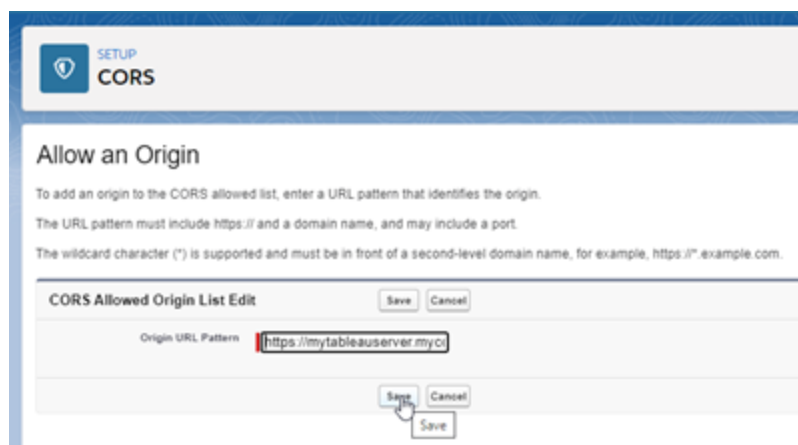 SETUP
CORS
Allow an Origin
To add an origin to the CORS allowed list, enter a URL pattern that identifies the origin.
The URL pattern must include https:// and a domain name, and may include a port.
The wildcard character (*) is supported and must be in front of a second-level domain name, for example, https://*.example.com.
CORS Allowed Origin List Edit Save Cancel
Origin URL Pattern https://mytableauserver.myco
Save Cancel
Save